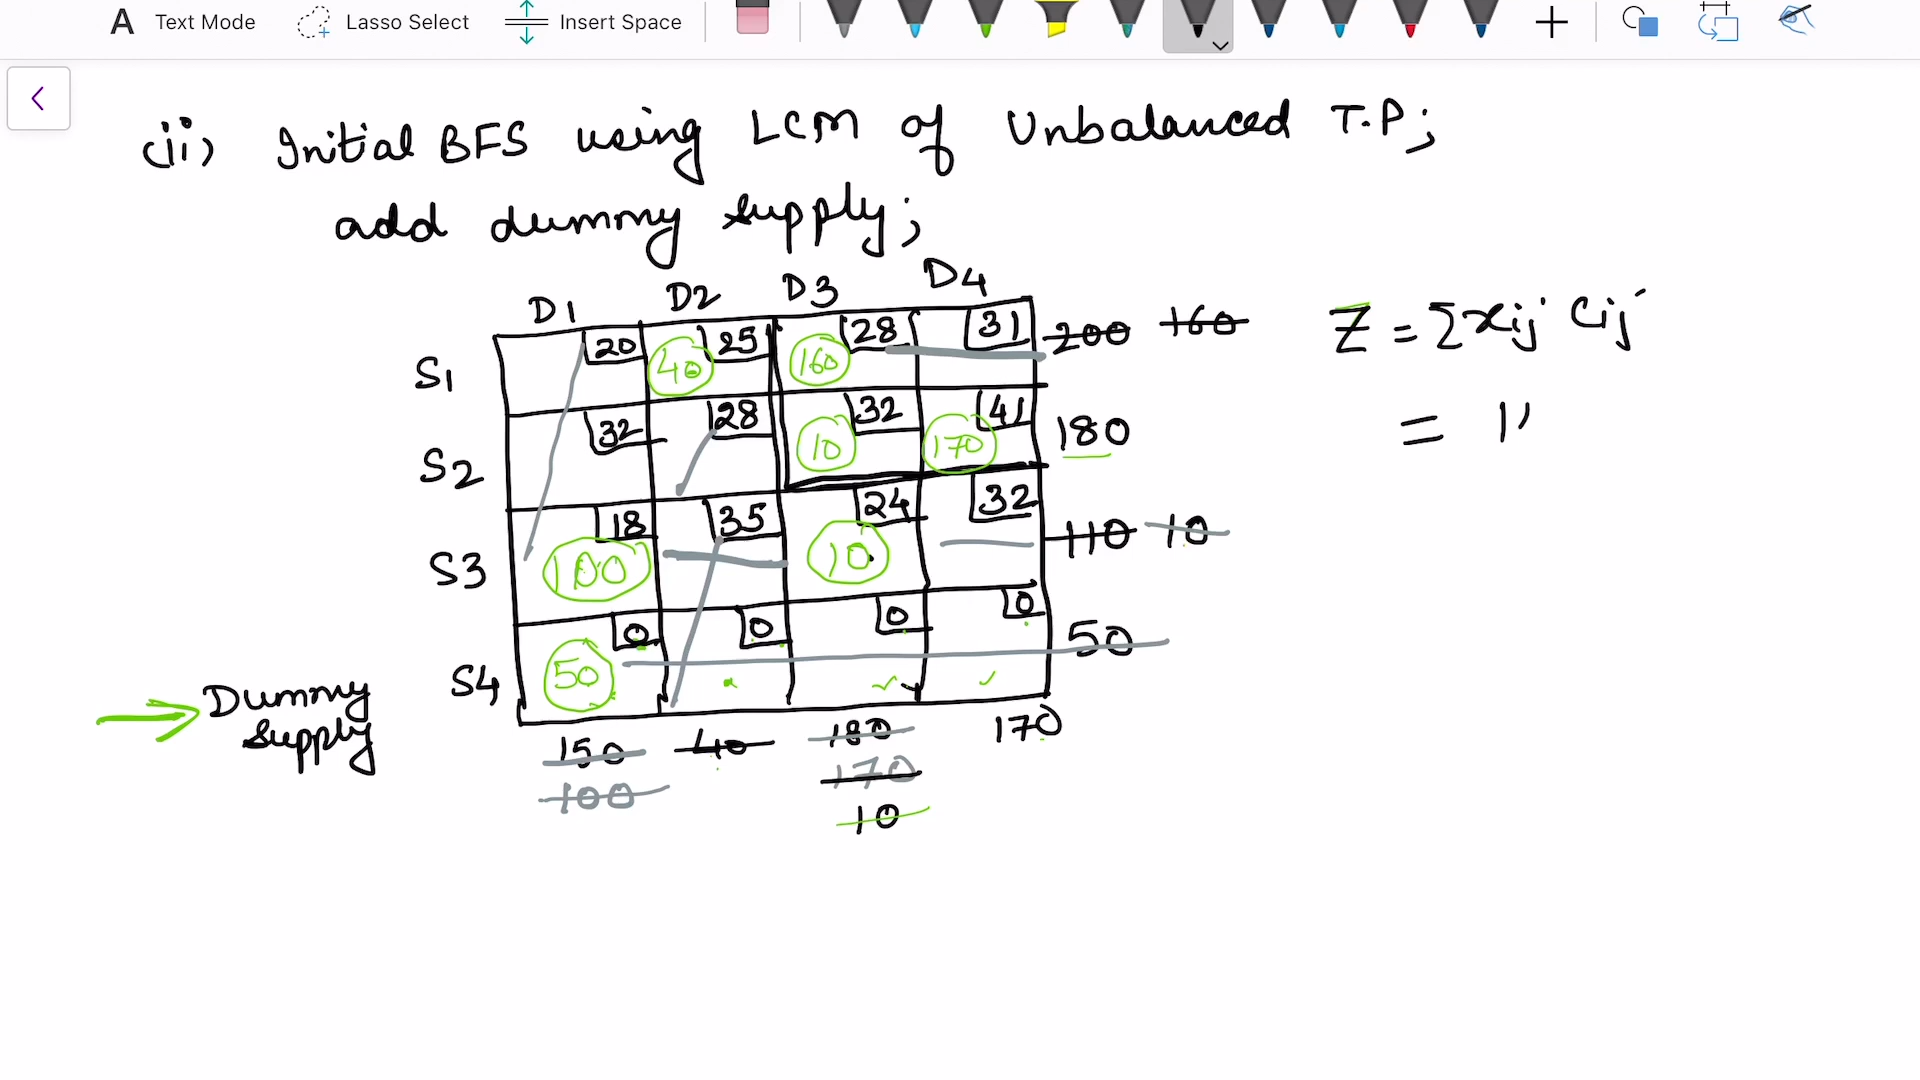 A Text Mode Lasso Select Insert Space
(ii) Initial BFS using LCM of Unbalanced T.P;
add dummy supply;
D1 D2 D3 D4
S1 20 40 25 160 28 31 200 160
S2 32 28 10 32 170 41 180
S3 100 18 35 10 24 32 110 10
S4 50 0 0 0 0 50
Dummy supply
150 40 180 170
100 170
10
Z = Σxij Cij
=